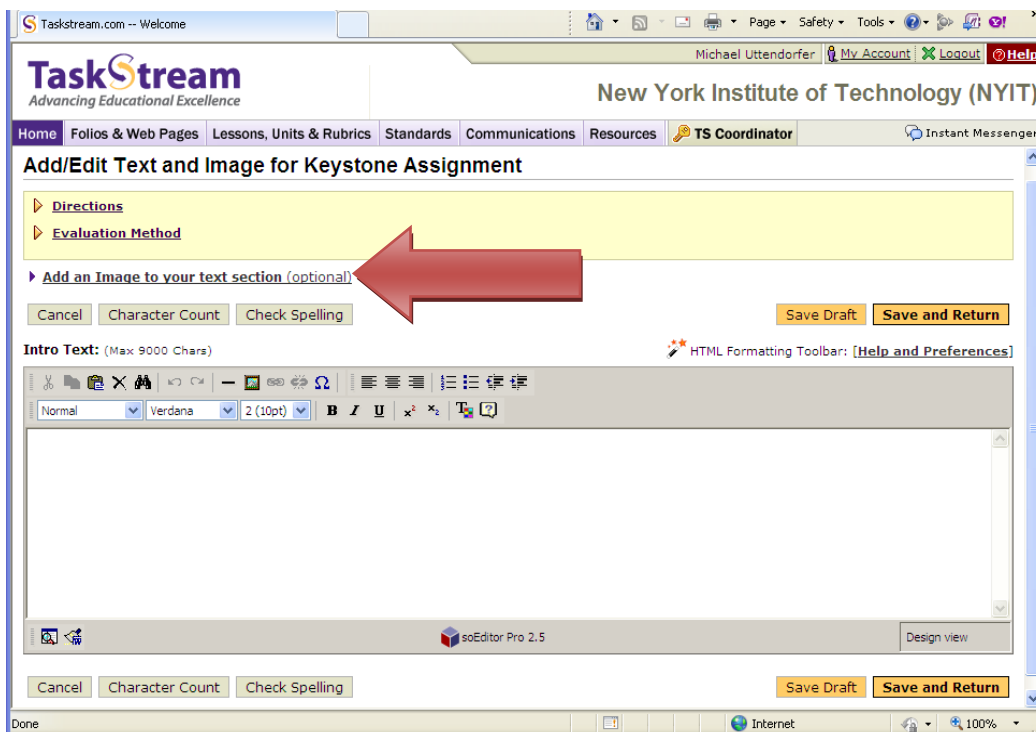 Taskstream.com -- Welcome
Page Safety Tools
Michael Uttendorfer My Account Logout Help
TaskStream
Advancing Educational Excellence
New York Institute of Technology (NYIT)
Home Folios & Web Pages Lessons, Units & Rubrics Standards Communications Resources TS Coordinator Instant Messenger
Add/Edit Text and Image for Keystone Assignment
Directions
Evaluation Method
Add an Image to your text section (optional)
Cancel Character Count Check Spelling Save Draft Save and Return
Intro Text: (Max 9000 Chars) HTML Formatting Toolbar: [Help and Preferences]
Normal Verdana 2 (10pt) B I U x² x₂
soEditor Pro 2.5 Design view
Cancel Character Count Check Spelling Save Draft Save and Return
Done Internet 100%